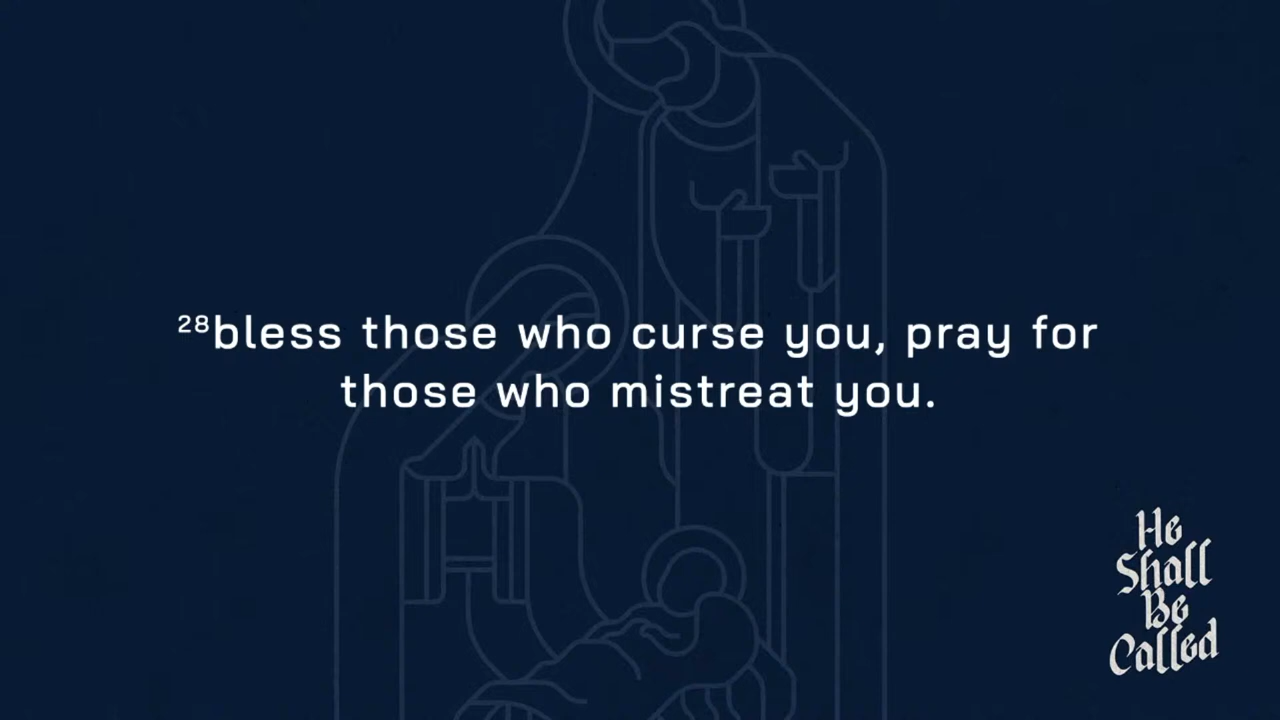 28bless those who curse you, pray for
those who mistreat you.
He
Shall
Be
Called